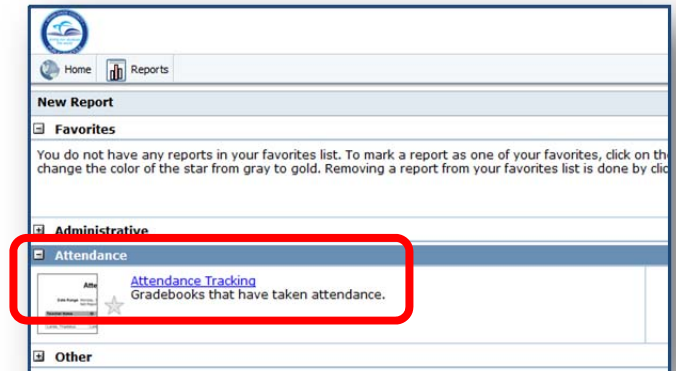 Home Reports
New Report
Favorites
You do not have any reports in your favorites list. To mark a report as one of your favorites, click on the
change the color of the star from gray to gold. Removing a report from your favorites list is done by clic
Administrative
Attendance
Attendance Tracking
Gradebooks that have taken attendance.
Other